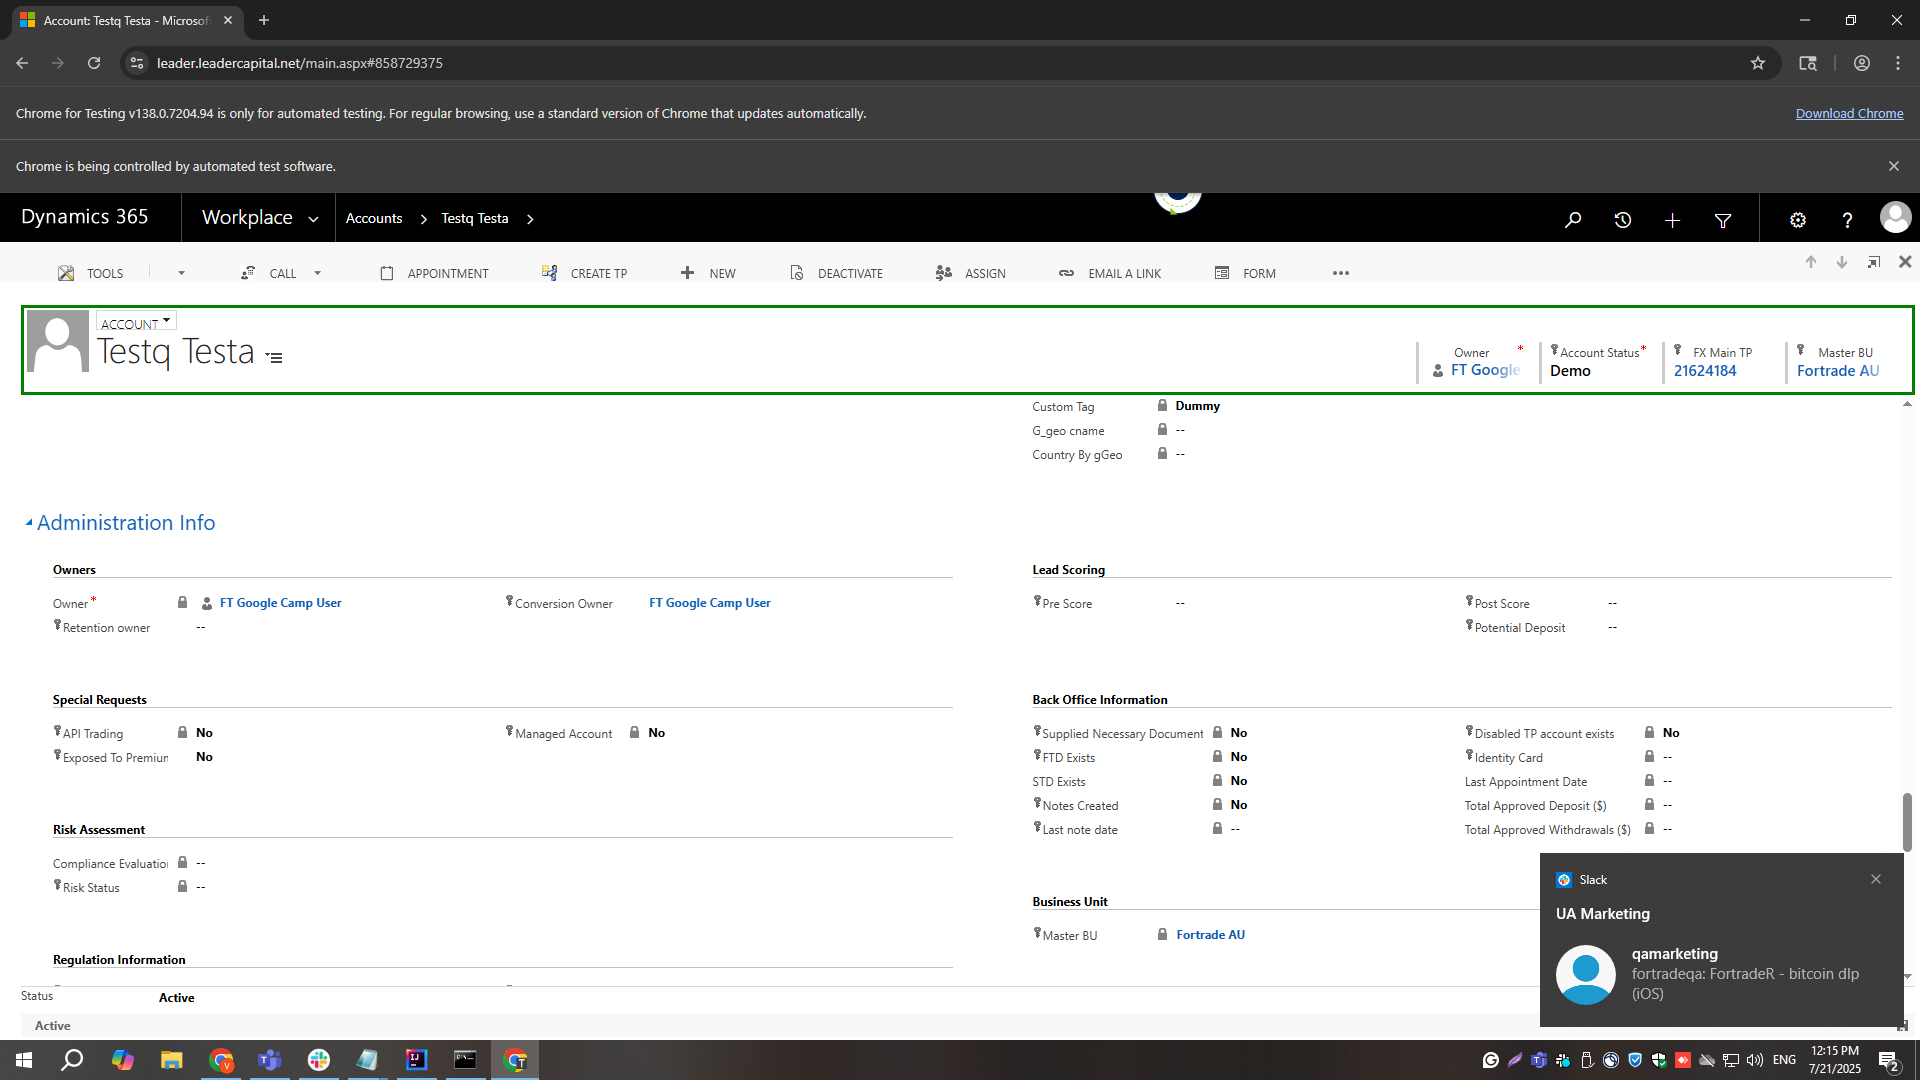 Account: Testq Testa - Microsof
leader.leadercapital.net/main.aspx#858729375
Chrome for Testing v138.0.7204.94 is only for automated testing. For regular browsing, use a standard version of Chrome that updates automatically.
Download Chrome
Chrome is being controlled by automated test software.
Dynamics 365
Workplace
Accounts
Testq Testa
TOOLS
CALL
APPOINTMENT
CREATE TP
NEW
DEACTIVATE
ASSIGN
EMAIL A LINK
FORM
ACCOUNT
Testq Testa
Owner *
FT Google
Account Status *
Demo
FX Main TP
21624184
Master BU
Fortrade AU
Custom Tag Dummy
G_geo cname --
Country By gGeo --
Administration Info
Owners
Owner * FT Google Camp User
Conversion Owner FT Google Camp User
Retention owner --
Lead Scoring
Pre Score --
Post Score --
Potential Deposit --
Special Requests
API Trading No
Managed Account No
Exposed To Premiun No
Back Office Information
Supplied Necessary Document No
Disabled TP account exists No
FTD Exists No
Identity Card --
STD Exists No
Last Appointment Date --
Notes Created No
Total Approved Deposit ($) --
Last note date --
Total Approved Withdrawals ($) --
Risk Assessment
Compliance Evaluatio --
Risk Status --
Business Unit
Master BU Fortrade AU
Regulation Information
Status Active
Active
Slack
UA Marketing
qamarketing
fortradeqa: FortradeR - bitcoin dlp
(iOS)
ENG
12:15 PM
7/21/2025
2